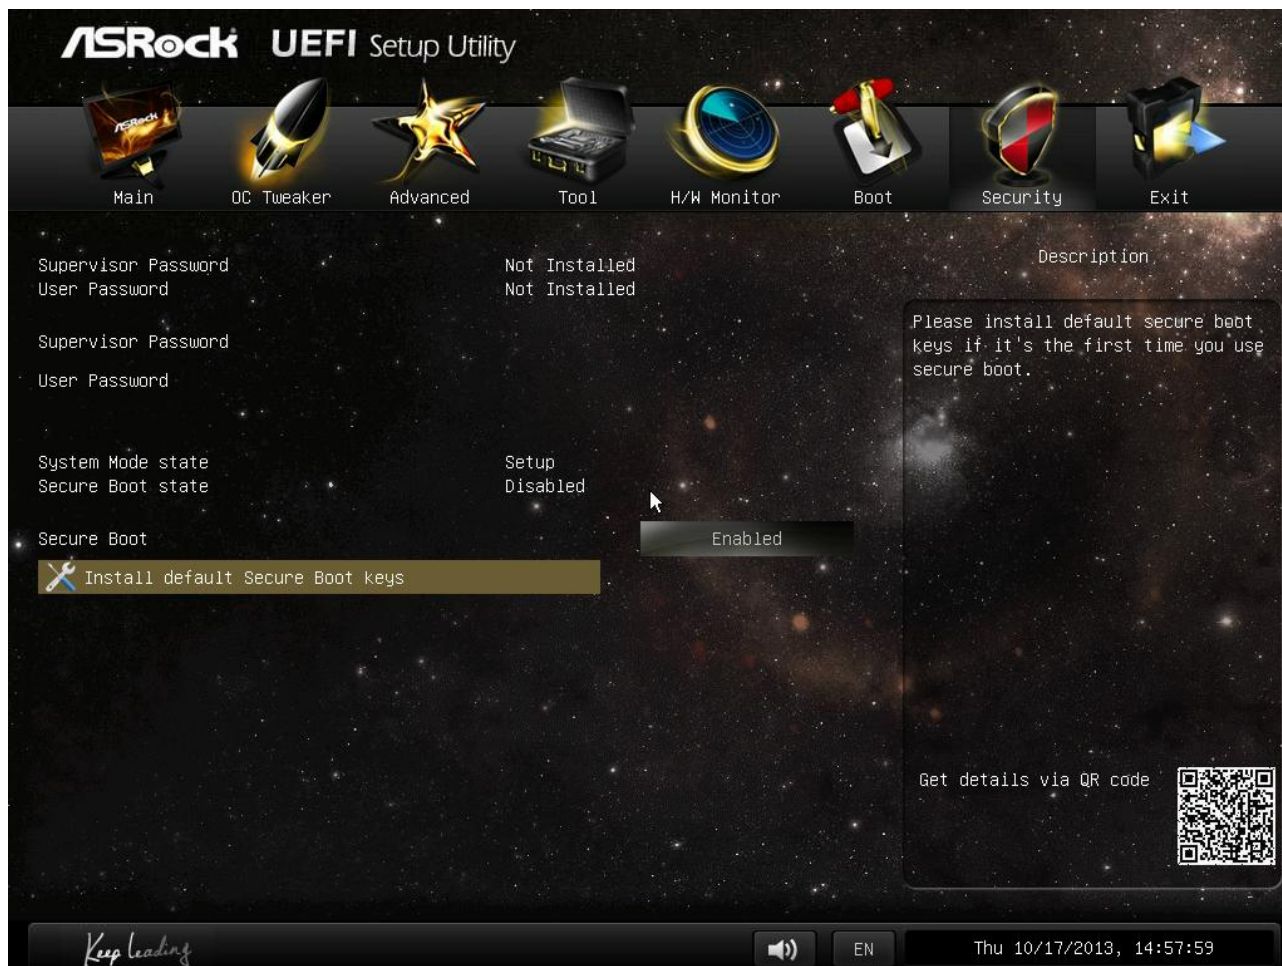 ASRock UEFI Setup Utility
ASRock
Main OC Tweaker Advanced Tool H/W Monitor Boot Security Exit
Description
Supervisor Password Not Installed
User Password Not Installed
Please install default secure boot
keys if it's the first time you use
secure boot.
Supervisor Password
User Password
System Mode state Setup
Secure Boot state Disabled
Secure Boot Enabled
Install default Secure Boot keys
Get details via QR code
Keep Leading
EN
Thu 10/17/2013, 14:57:59